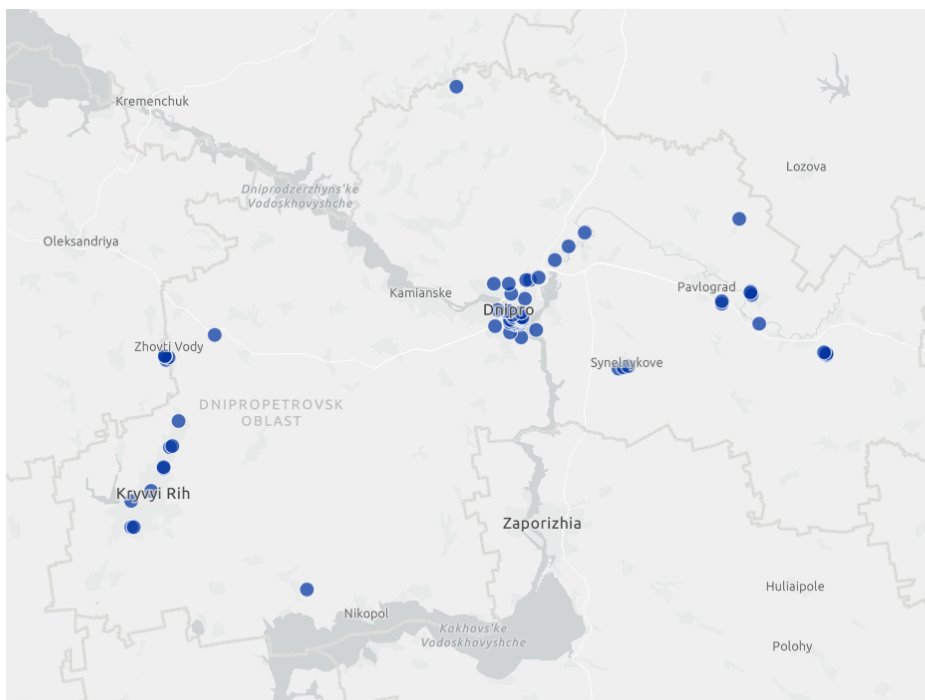 Kremenchuk
Lozova
Dniprodzerzhyns'ke
Vodoskhovyshche
Oleksandriya
Kamianske
Pavlograd
Dnipro
Zhovti Vody
Synelnykove
DNIPROPETROVSK
OBLAST
Kryvyi Rih
Zaporizhia
Huliaipole
Nikopol
Kakhovs'ke
Vodoskhovyshche
Polohy